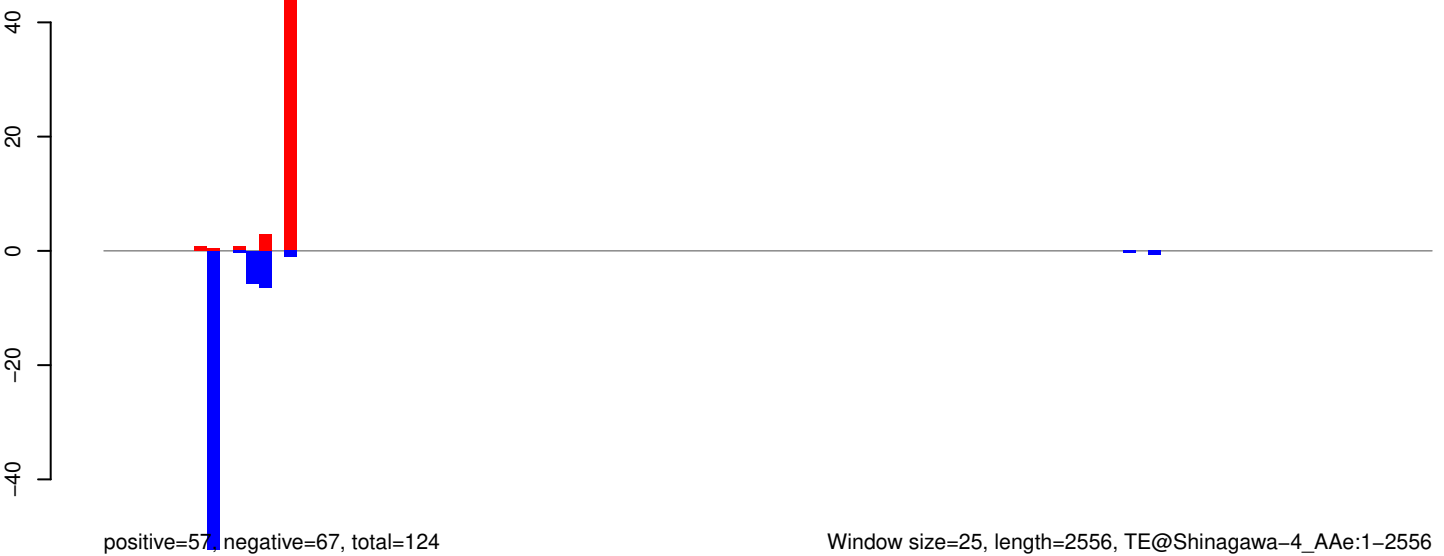 40
20
0
−20
−40
positive=57, negative=67, total=124
Window size=25, length=2556, TE@Shinagawa−4_AAe:1−2556